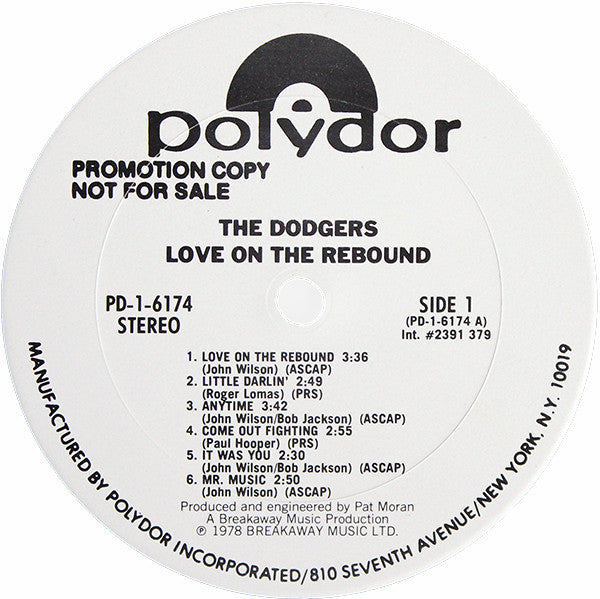 polydor
PROMOTION COPY
NOT FOR SALE
THE DODGERS
LOVE ON THE REBOUND
PD-1-6174
STEREO
SIDE 1
(PD-1-6174 A)
Int. #2391 379
1. LOVE ON THE REBOUND 3:36
(John Wilson) (ASCAP)
2. LITTLE DARLIN' 2:49
(Roger Lomas) (PRS)
3. ANYTIME 3:42
(John Wilson/Bob Jackson) (ASCAP)
4. COME OUT FIGHTING 2:55
(Paul Hooper) (PRS)
5. IT WAS YOU 2:30
(John Wilson/Bob Jackson) (ASCAP)
6. MR. MUSIC 2:50
(John Wilson) (ASCAP)
Produced and engineered by Pat Moran
A Breakaway Music Production
℗ 1978 BREAKAWAY MUSIC LTD.
MANUFACTURED BY POLYDOR INCORPORATED/810 SEVENTH AVENUE/NEW YORK, N.Y. 10019